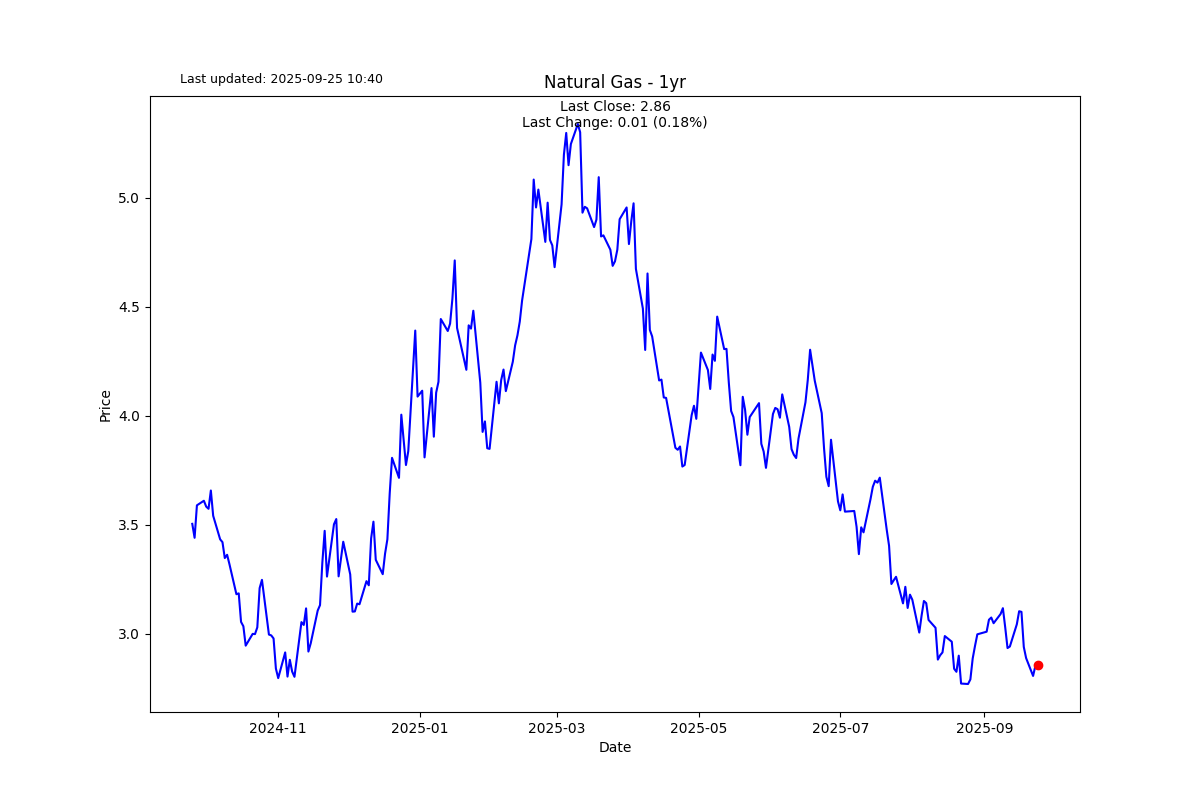 Last updated: 2025-09-25 10:40
Natural Gas - 1yr
Last Close: 2.86
Last Change: 0.01 (0.18%)
Price
5.0
4.5
4.0
3.5
3.0
2024-11
2025-01
2025-03
2025-05
2025-07
2025-09
Date